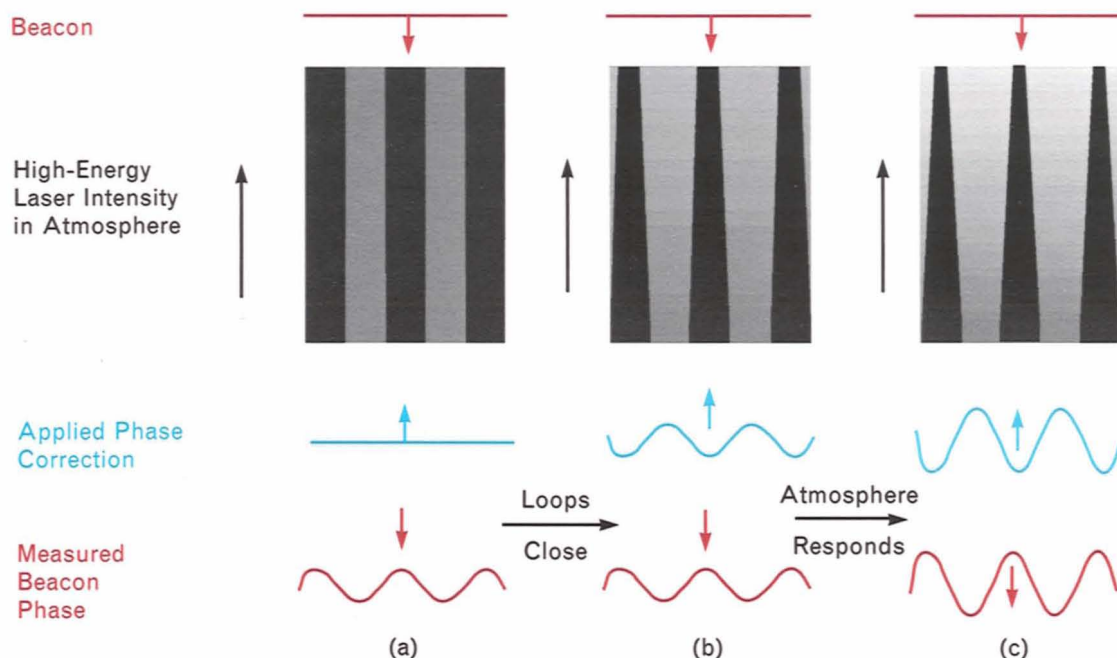 Beacon
High-Energy
Laser Intensity
in Atmosphere
Applied Phase
Correction
Loops
Close
Atmosphere
Responds
Measured
Beacon
Phase
(a)
(b)
(c)